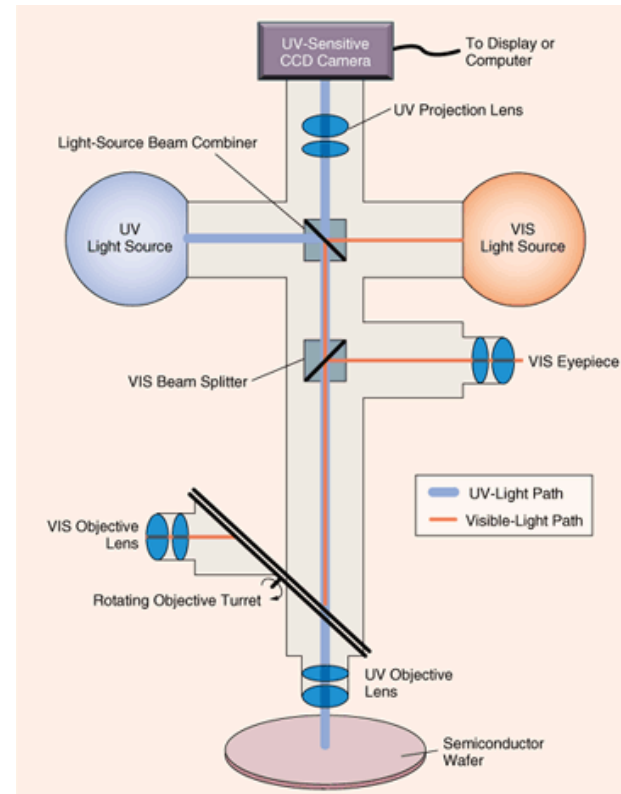 UV-Sensitive
CCD Camera
To Display or
Computer
UV Projection Lens
Light-Source Beam Combiner
UV
Light Source
VIS
Light Source
VIS Beam Splitter
VIS Eyepiece
UV-Light Path
Visible-Light Path
VIS Objective
Lens
Rotating Objective Turret
UV Objective
Lens
Semiconductor
Wafer